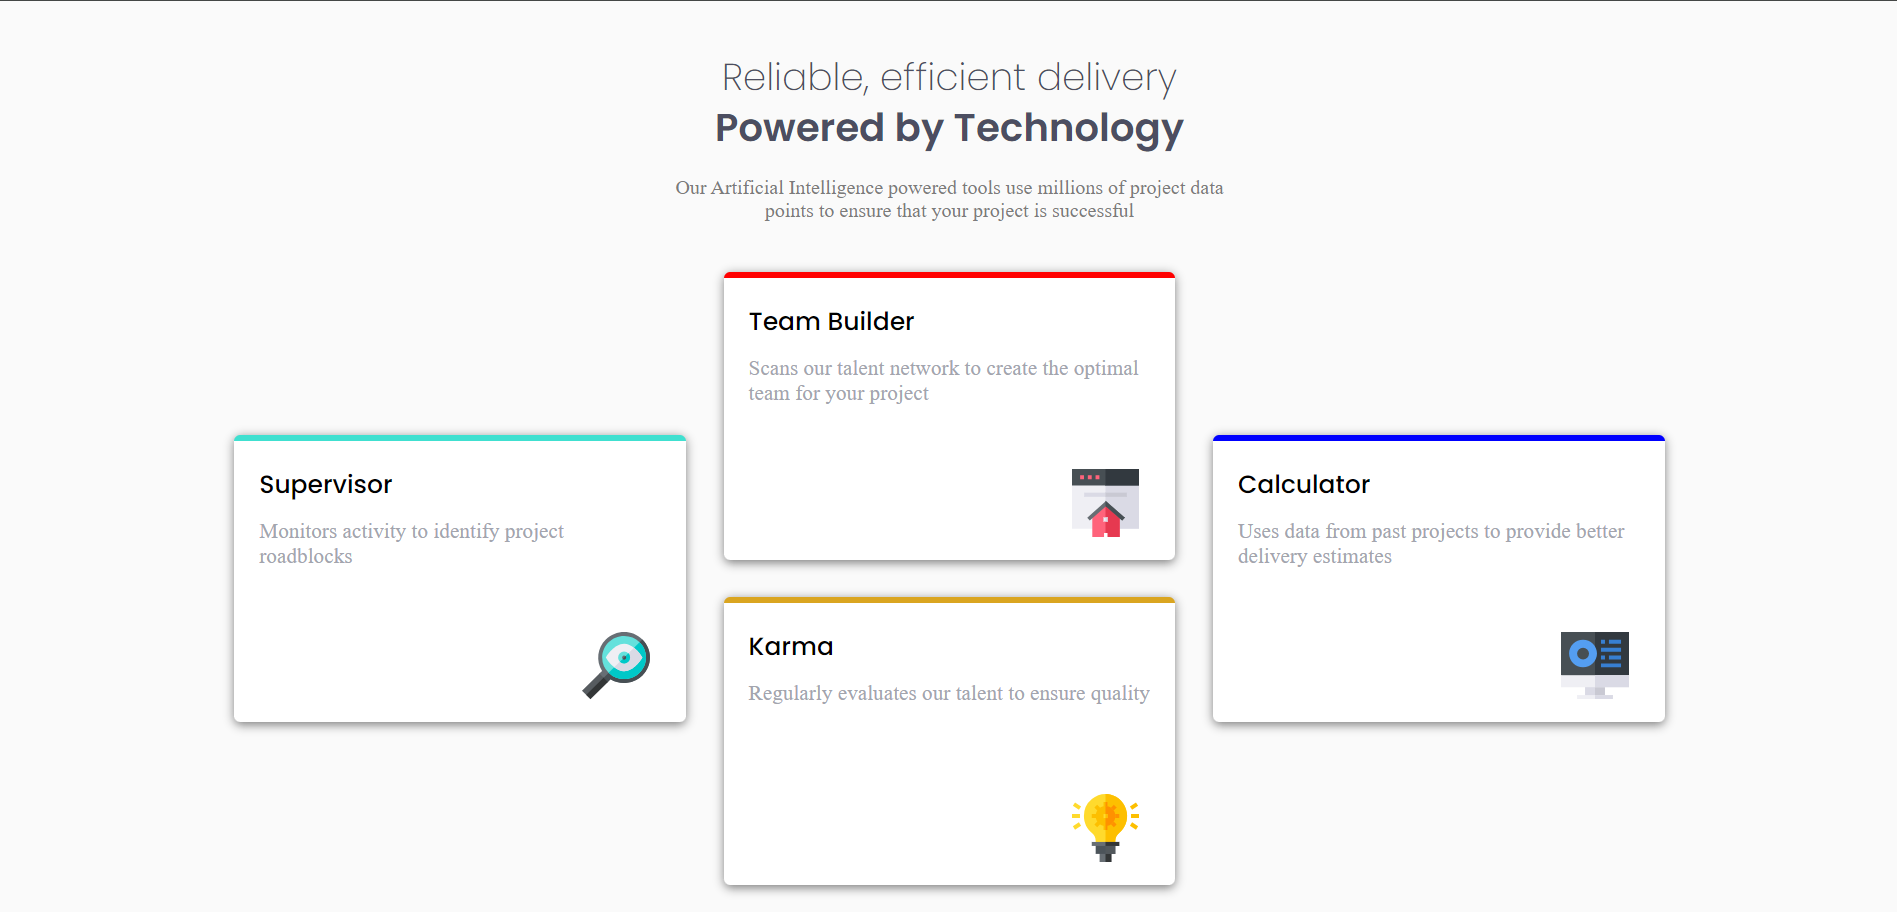 Reliable, efficient delivery
Powered by Technology
Our Artificial Intelligence powered tools use millions of project data
points to ensure that your project is successful
Team Builder
Scans our talent network to create the optimal
team for your project
Supervisor
Monitors activity to identify project
roadblocks
Calculator
Uses data from past projects to provide better
delivery estimates
Karma
Regularly evaluates our talent to ensure quality